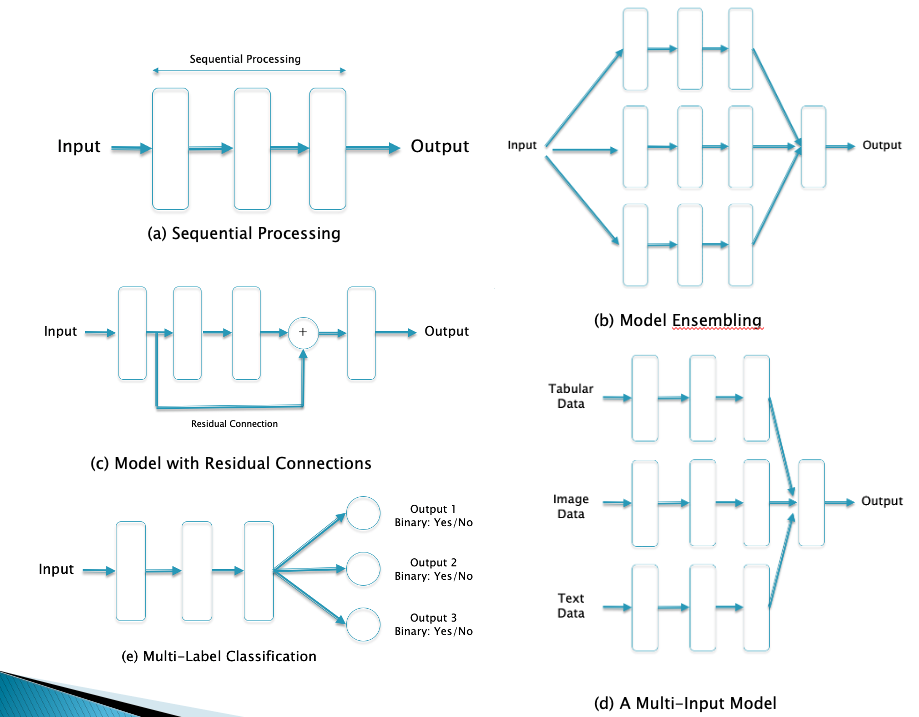 Sequential Processing
Input
Output
(a) Sequential Processing
Input
Output
(b) Model Ensembling
Input
+
Output
Residual Connection
(c) Model with Residual Connections
Tabular
Data
Image
Data
Output
Text
Data
(d) A Multi-Input Model
Input
Output 1
Binary: Yes/No
Output 2
Binary: Yes/No
Output 3
Binary: Yes/No
(e) Multi-Label Classification